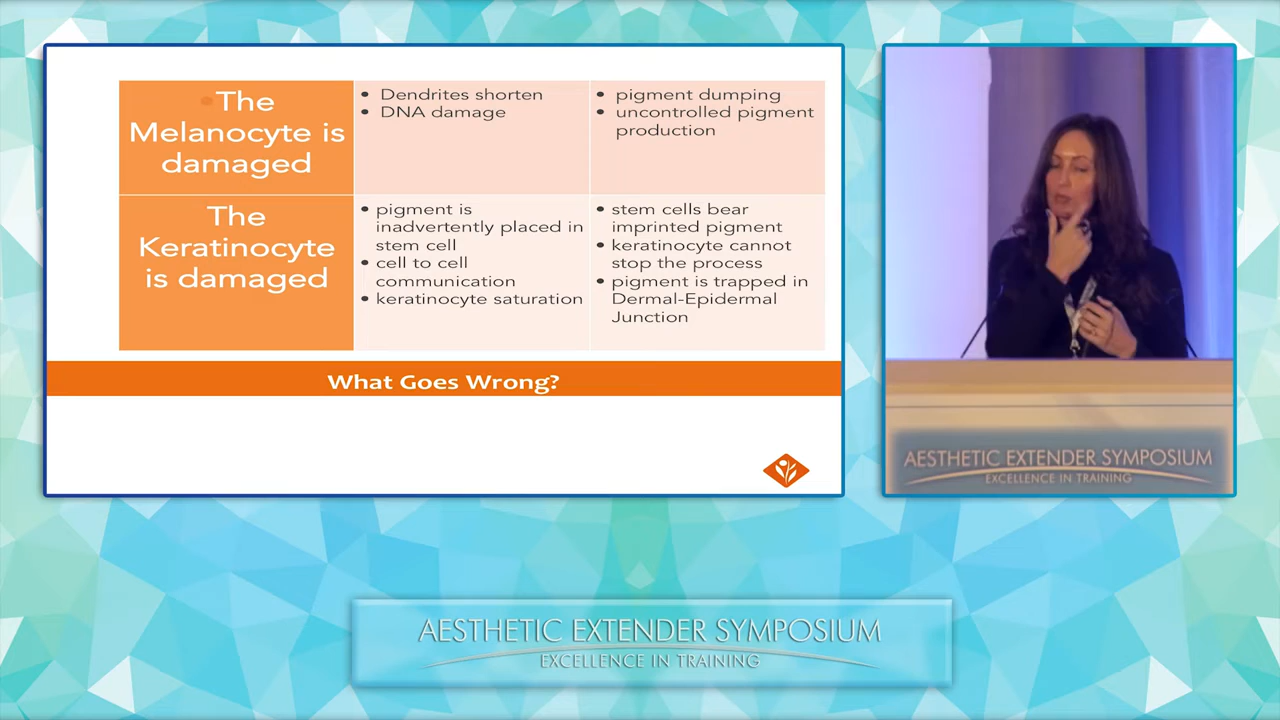 The
Melanocyte is
damaged
• Dendrites shorten
• DNA damage
• pigment dumping
• uncontrolled pigment
production
The
Keratinocyte
is damaged
• pigment is
inadvertently placed in
stem cell
• cell to cell
communication
• keratinocyte saturation
• stem cells bear
imprinted pigment
• keratinocyte cannot
stop the process
• pigment is trapped in
Dermal-Epidermal
Junction
What Goes Wrong?
AESTHETIC EXTENDER SYMPOSIUM
EXCELLENCE IN TRAINING
AESTHETIC EXTENDER SYMPOSIUM
EXCELLENCE IN TRAINING